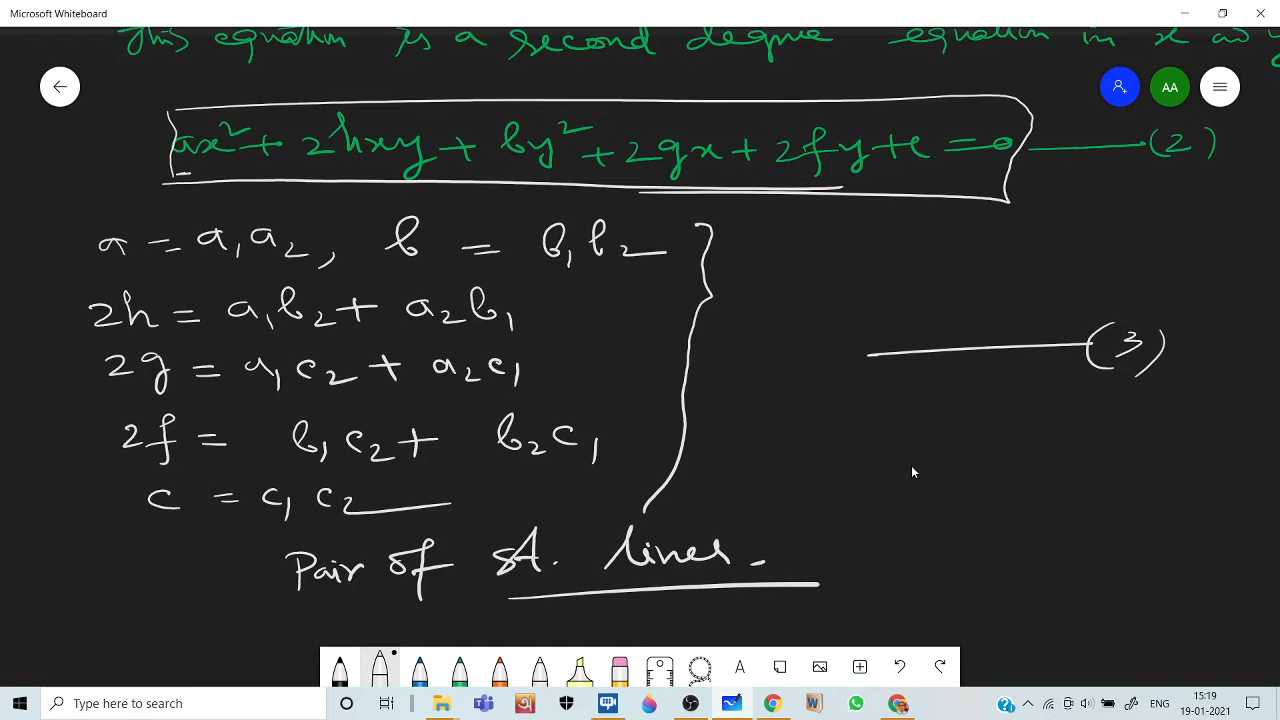 Microsoft Whiteboard
This equation is a second degree equation in x and y
AA
ax² + 2hxy + by² + 2gx + 2fy + c = 0 ——— (2)
a = a₁a₂, b = b₁b₂
2h = a₁b₂ + a₂b₁
2g = a₁c₂ + a₂c₁
——— (3)
2f = b₁c₂ + b₂c₁
c = c₁c₂
Pair of st. lines.
Type here to search
ENG
15:19
19-01-2021